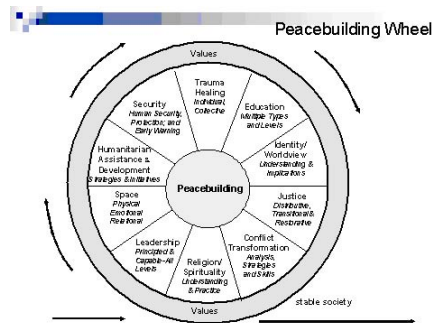 Peacebuilding Wheel
Values
Trauma
Healing
Individual,
Collective
Education
Multiple Types
and Levels
Identity/
Worldview
Understanding &
Implications
Justice
Distributive,
Transitional &
Restorative
Conflict
Transformation
Analysis,
Strategies
and Skills
Religion/
Spirituality
Understanding
& Practice
Leadership
Principled &
Capable-All
Levels
Space
Physical
Emotional
Relational
Humanitarian
Assistance &
Development
Strategies & Initiatives
Security
Human Security,
Protection, and
Early Warning
Peacebuilding
Values
stable society